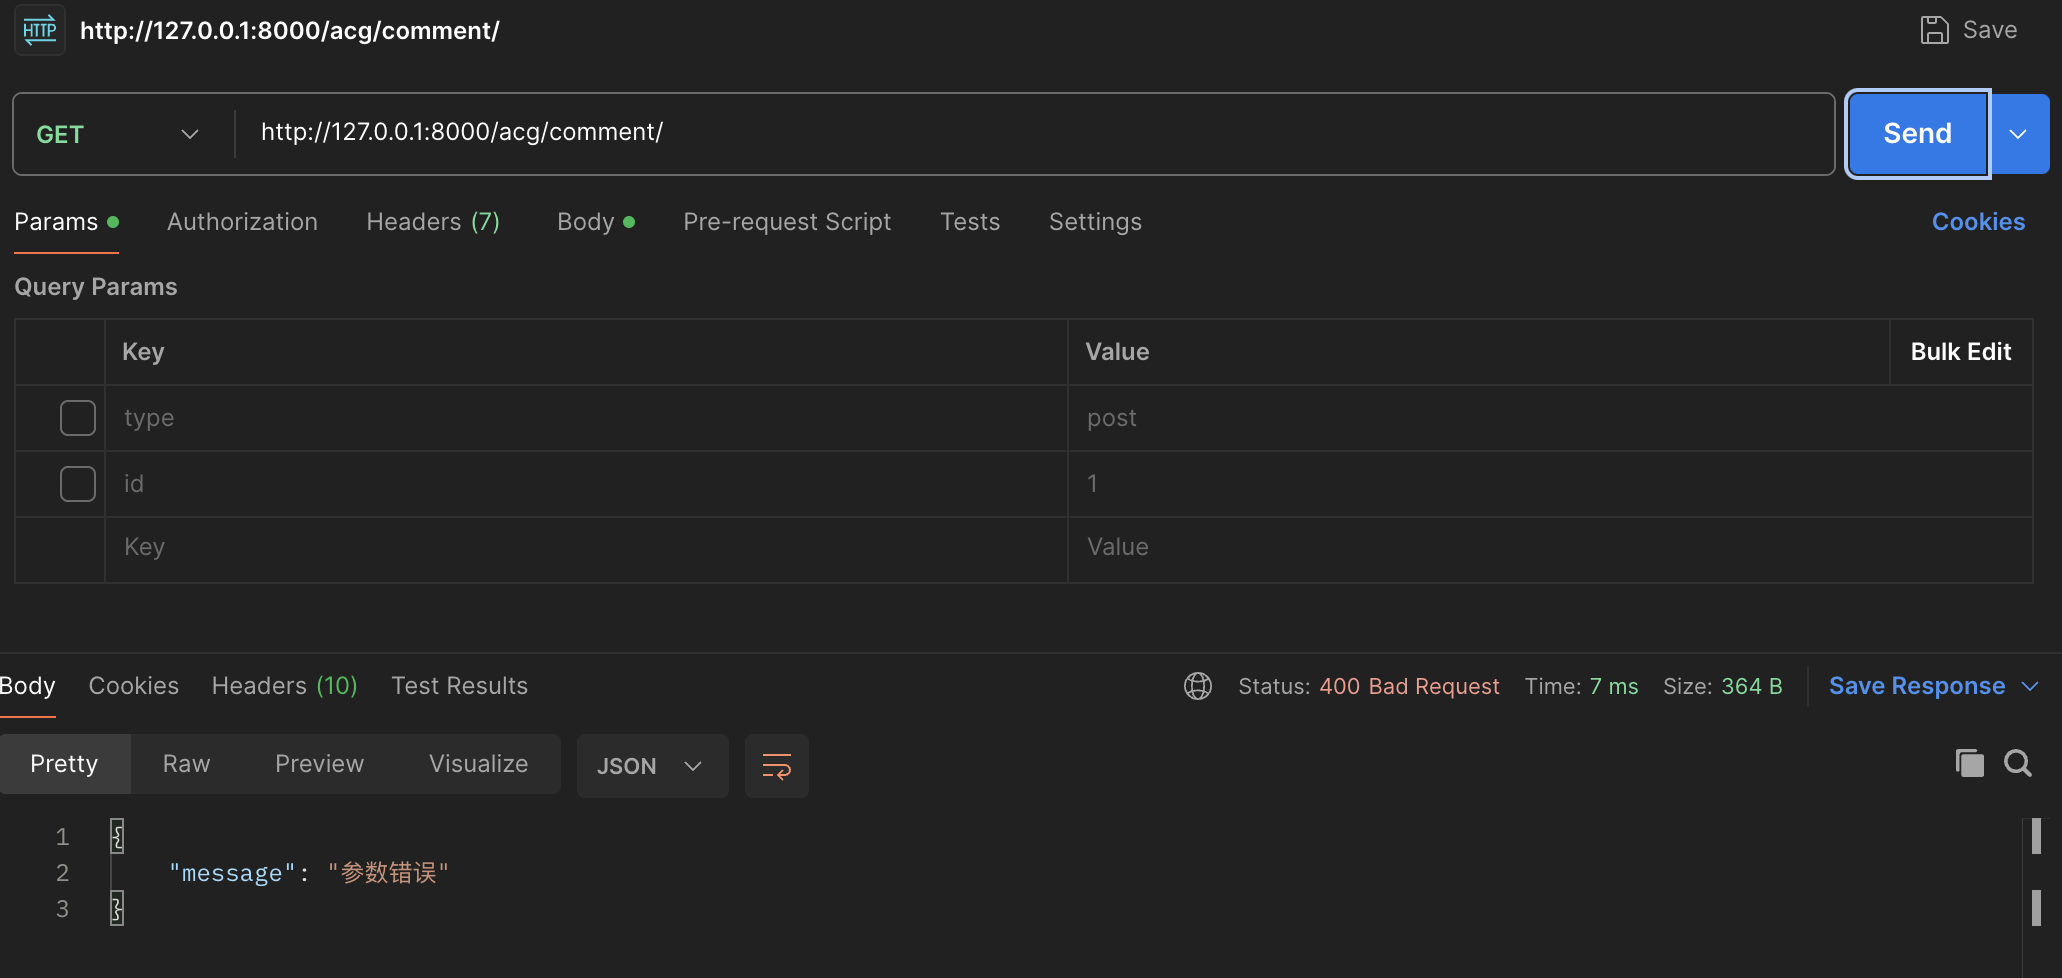 HTTP http://127.0.0.1:8000/acg/comment/ Save
GET http://127.0.0.1:8000/acg/comment/ Send
Params Authorization Headers (7) Body Pre-request Script Tests Settings Cookies
Query Params
Key Value Bulk Edit
type post
id 1
Key Value
Body Cookies Headers (10) Test Results Status: 400 Bad Request Time: 7 ms Size: 364 B Save Response
Pretty Raw Preview Visualize JSON
1 {
2 "message": "参数错误"
3 }